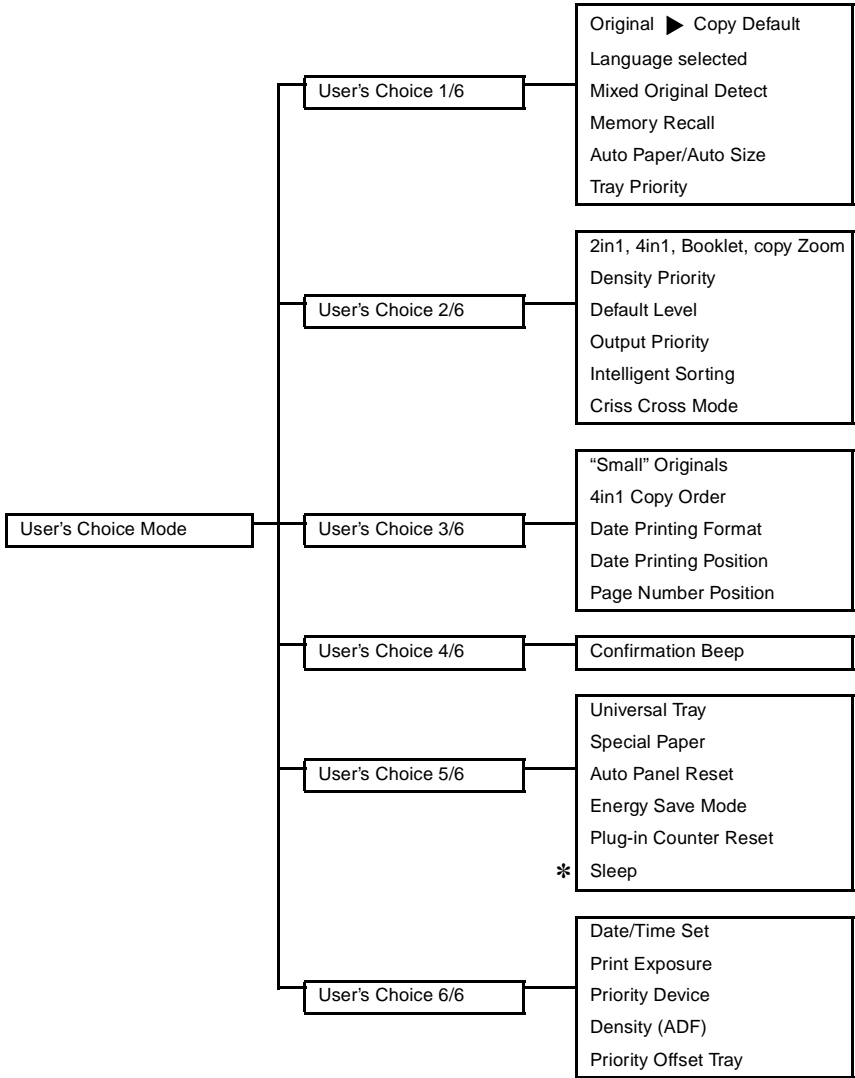 User’s Choice Mode
User’s Choice 1/6
Original ▶ Copy Default
Language selected
Mixed Original Detect
Memory Recall
Auto Paper/Auto Size
Tray Priority
User’s Choice 2/6
2in1, 4in1, Booklet, copy Zoom
Density Priority
Default Level
Output Priority
Intelligent Sorting
Criss Cross Mode
User’s Choice 3/6
“Small” Originals
4in1 Copy Order
Date Printing Format
Date Printing Position
Page Number Position
User’s Choice 4/6
Confirmation Beep
User’s Choice 5/6
Universal Tray
Special Paper
Auto Panel Reset
Energy Save Mode
Plug-in Counter Reset
✻ Sleep
User’s Choice 6/6
Date/Time Set
Print Exposure
Priority Device
Density (ADF)
Priority Offset Tray